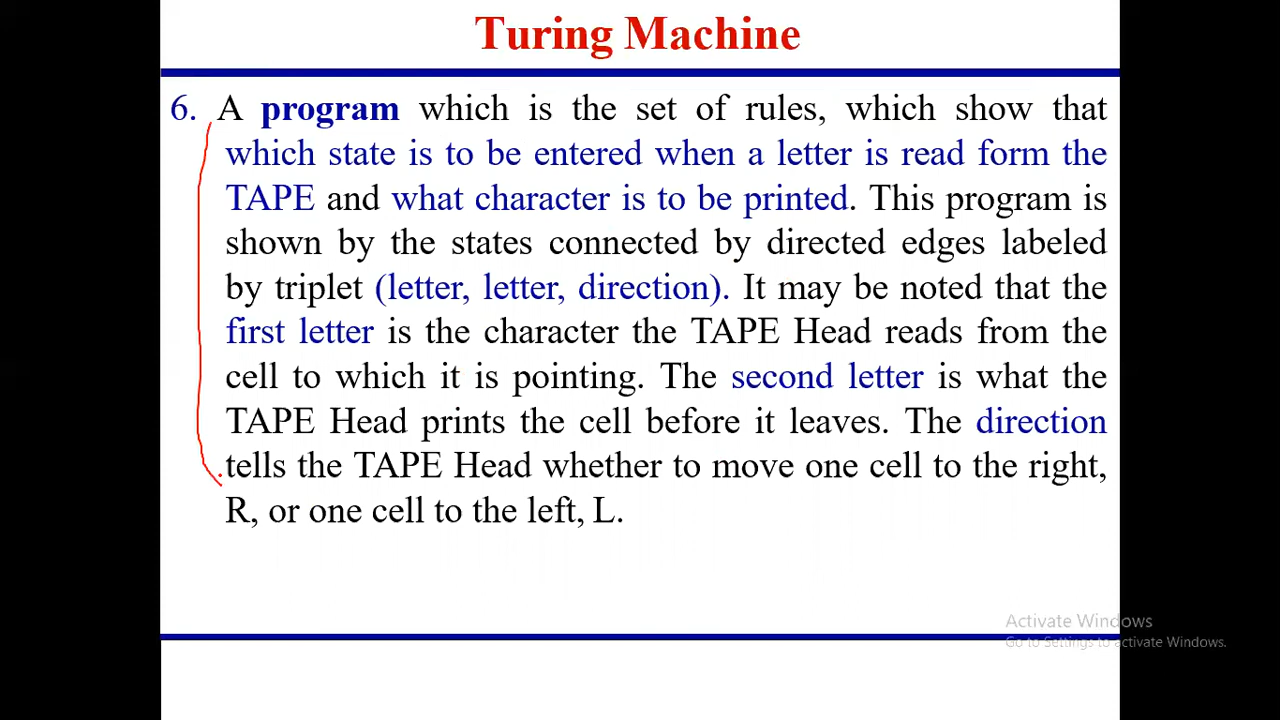 Turing Machine
6. A program which is the set of rules, which show that
which state is to be entered when a letter is read form the
TAPE and what character is to be printed. This program is
shown by the states connected by directed edges labeled
by triplet (letter, letter, direction). It may be noted that the
first letter is the character the TAPE Head reads from the
cell to which it is pointing. The second letter is what the
TAPE Head prints the cell before it leaves. The direction
tells the TAPE Head whether to move one cell to the right,
R, or one cell to the left, L.
Activate Windows
Go to Settings to activate Windows.